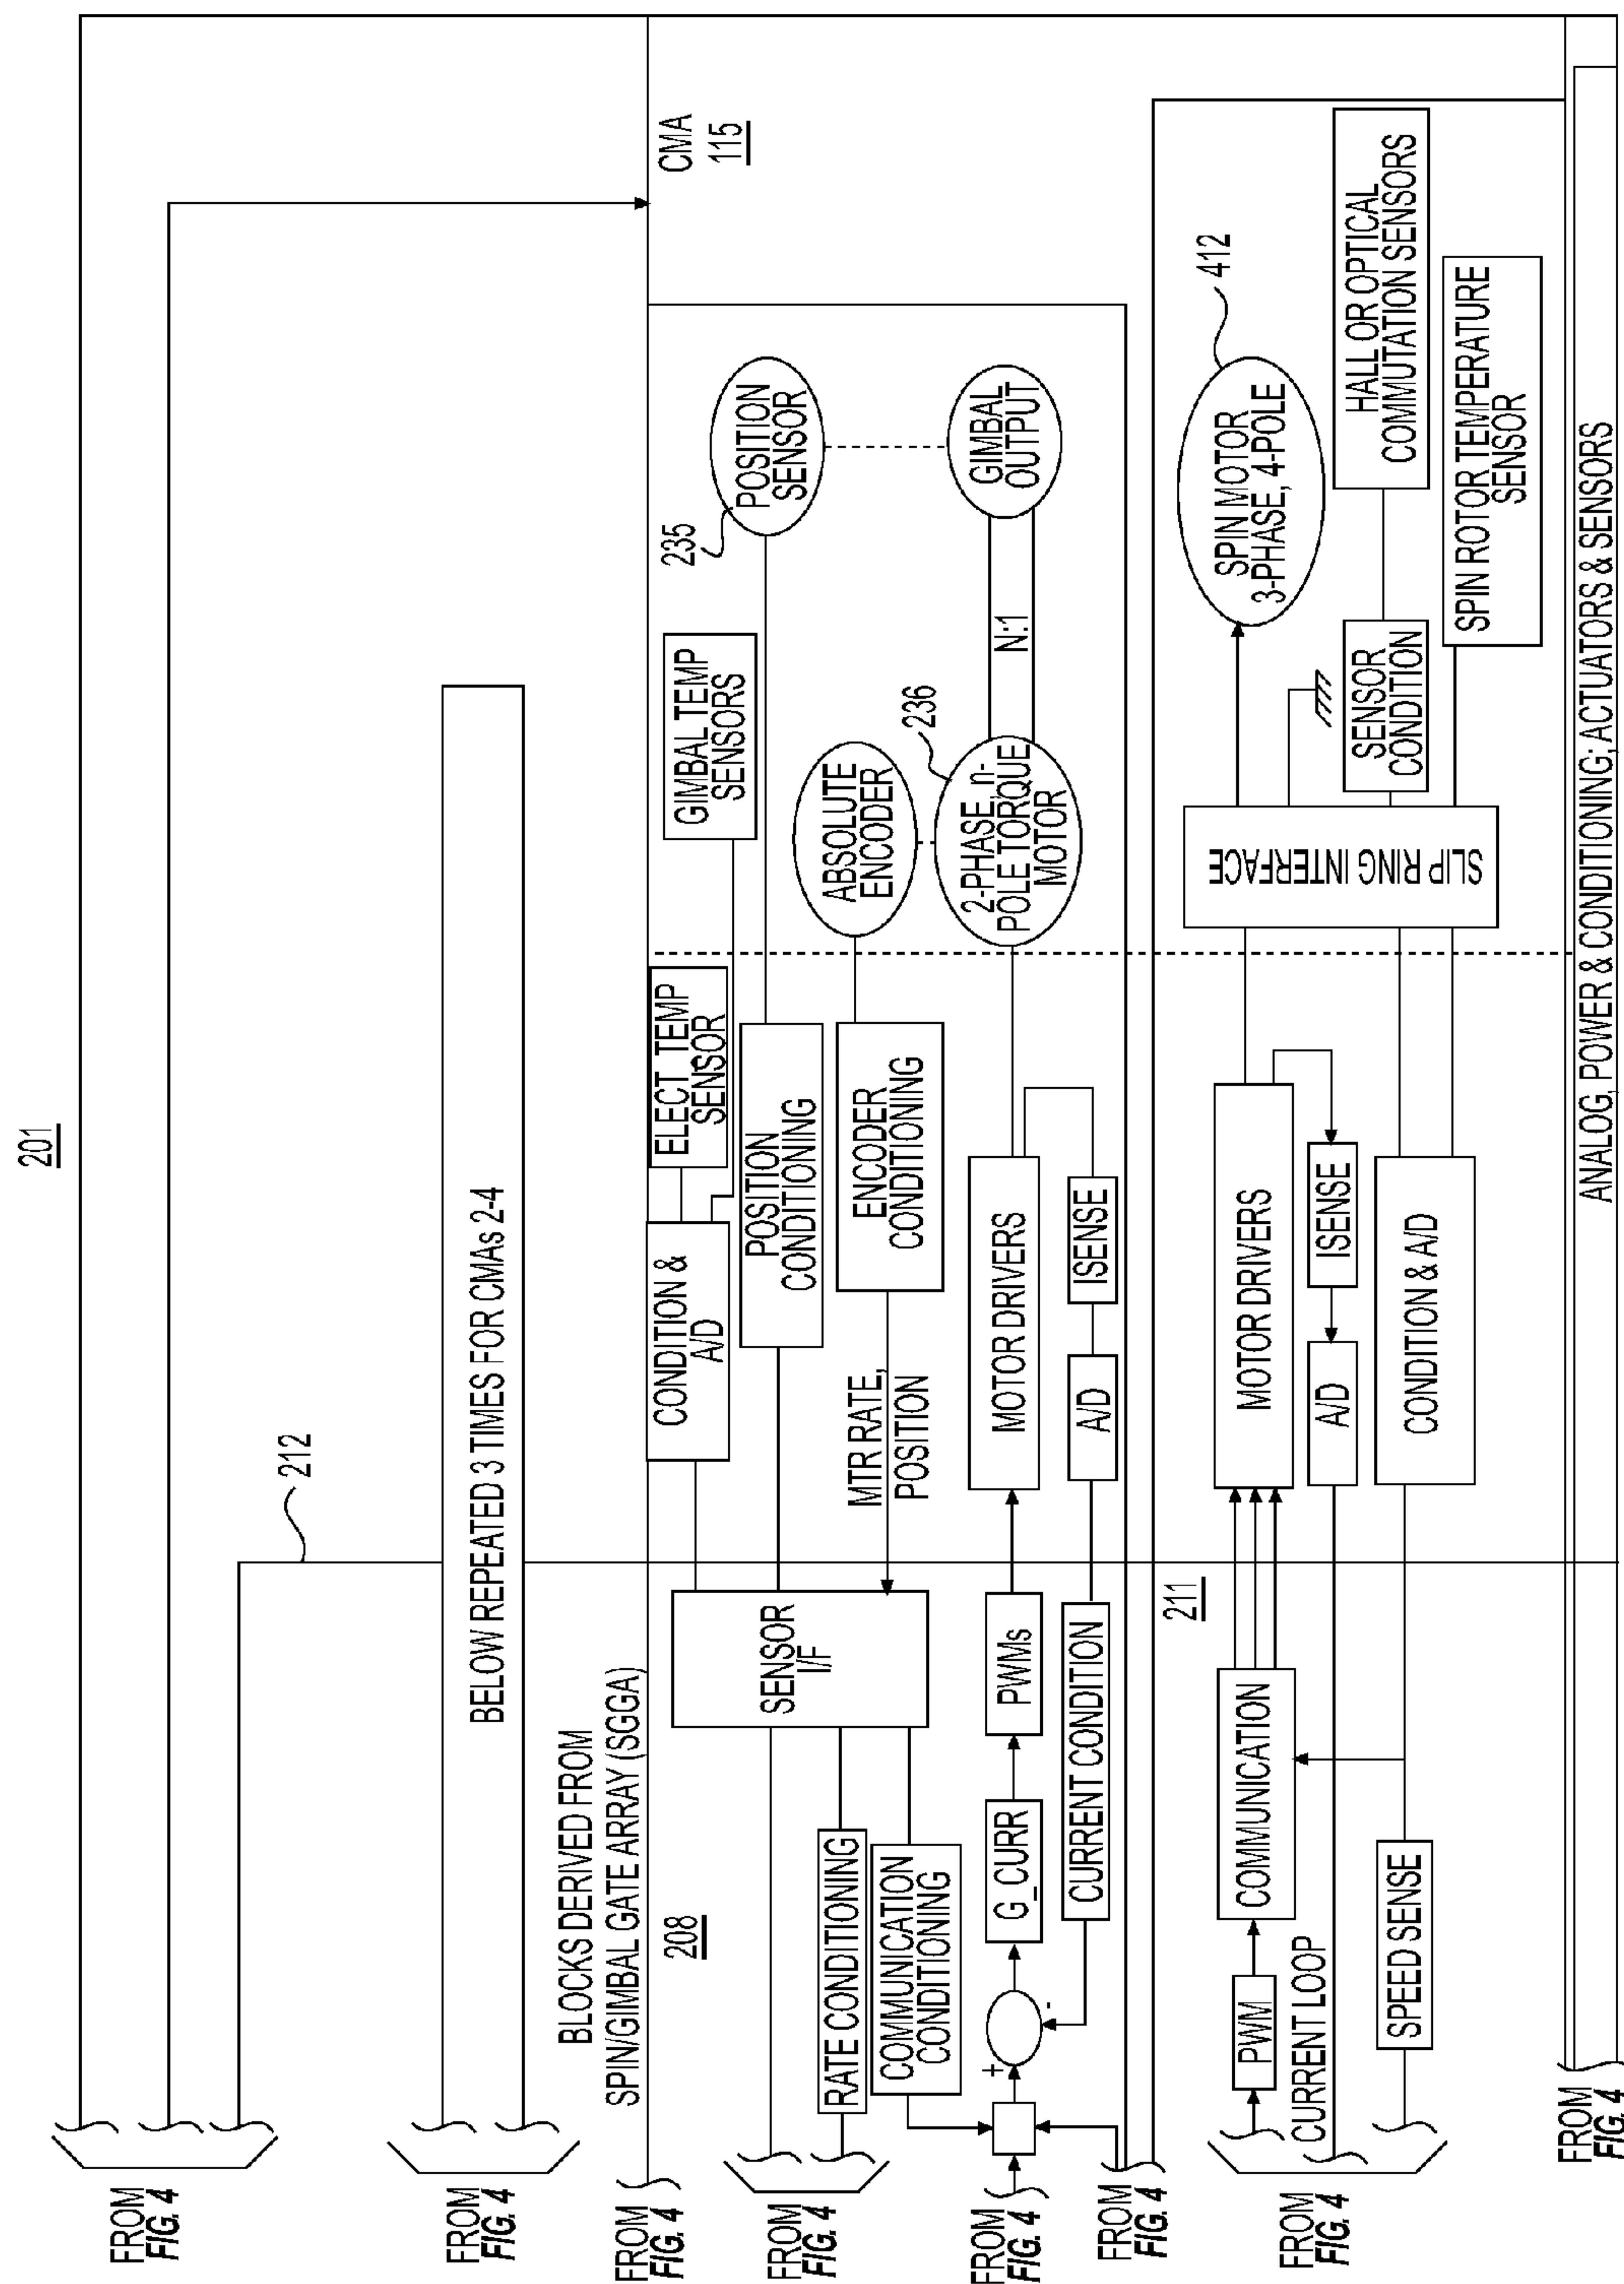 201
FROM
FIG. 4
212
FROM
FIG. 4
BELOW REPEATED 3 TIMES FOR CMAs 2-4
BLOCKS DERIVED FROM
SPIN/GIMBAL GATE ARRAY (SGGA)
FROM
FIG. 4
CMA
115
208
FROM
FIG. 4
SENSOR
I/F
CONDITION &
A/D
ELECT TEMP
SENSOR
GIMBAL TEMP
SENSORS
POSITION
CONDITIONING
235
POSITION
SENSOR
RATE CONDITIONING
MTR RATE,
POSITION
ENCODER
CONDITIONING
ABSOLUTE
ENCODER
COMMUNICATION
CONDITIONING
236
FROM
FIG. 4
+
-
G_CURR
PWMs
MOTOR DRIVERS
2-PHASE, n-
POLE TORQUE
MOTOR
N:1
GIMBAL
OUTPUT
CURRENT CONDITION
A/D
ISENSE
FROM
FIG. 4
211
412
FROM
FIG. 4
PWM
COMMUNICATION
MOTOR DRIVERS
SLIP RING INTERFACE
SPIN MOTOR
3-PHASE, 4-POLE
CURRENT LOOP
A/D
ISENSE
SENSOR
CONDITION
HALL OR OPTICAL
COMMUTATION SENSORS
SPEED SENSE
CONDITION & A/D
SPIN ROTOR TEMPERATURE
SENSOR
FROM
FIG. 4
ANALOG, POWER & CONDITIONING; ACTUATORS & SENSORS